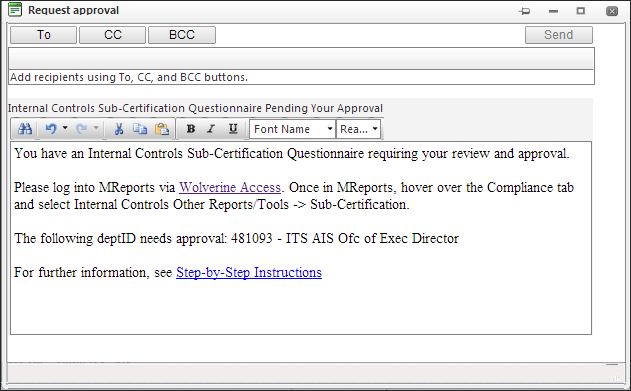 Request approval
To CC BCC Send
Add recipients using To, CC, and BCC buttons.
Internal Controls Sub-Certification Questionnaire Pending Your Approval
B I U Font Name Rea...
You have an Internal Controls Sub-Certification Questionnaire requiring your review and approval.
Please log into MReports via Wolverine Access. Once in MReports, hover over the Compliance tab
and select Internal Controls Other Reports/Tools -> Sub-Certification.
The following deptID needs approval: 481093 - ITS AIS Ofc of Exec Director
For further information, see Step-by-Step Instructions